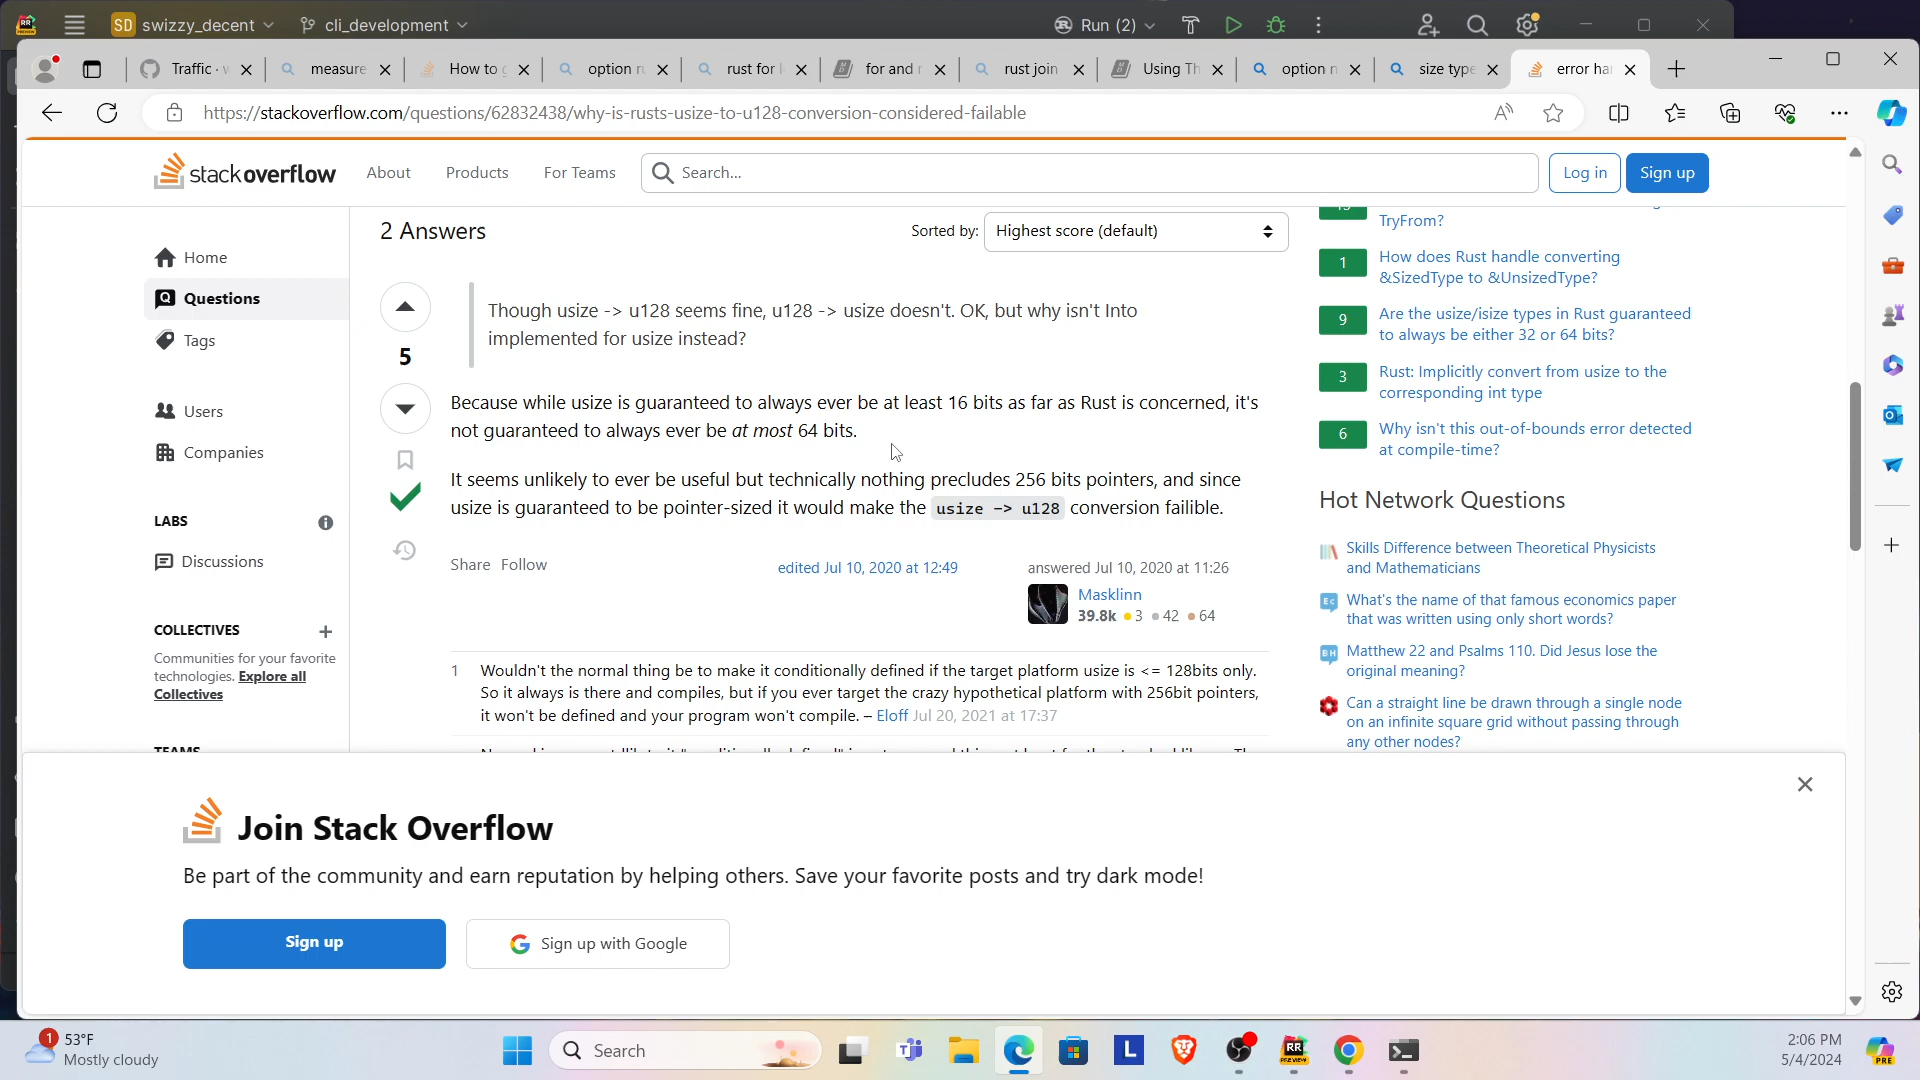 SD swizzy_decent cli_development Run (2)
Traffic · measure How to option ru rust for l for and r rust join Using Th option r size type error ha
https://stackoverflow.com/questions/62832438/why-is-rusts-usize-to-u128-conversion-considered-failable
stackoverflow About Products For Teams Search... Log in Sign up
Home
Questions
Tags
Users
Companies
LABS
Discussions
COLLECTIVES
Communities for your favorite
technologies. Explore all
Collectives
2 Answers Sorted by: Highest score (default)
5
Though usize -> u128 seems fine, u128 -> usize doesn't. OK, but why isn't Into
implemented for usize instead?
Because while usize is guaranteed to always ever be at least 16 bits as far as Rust is concerned, it's
not guaranteed to always ever be at most 64 bits.
It seems unlikely to ever be useful but technically nothing precludes 256 bits pointers, and since
usize is guaranteed to be pointer-sized it would make the usize -> u128 conversion failible.
Share Follow edited Jul 10, 2020 at 12:49 answered Jul 10, 2020 at 11:26
Masklinn
39.8k 3 42 64
1 Wouldn't the normal thing be to make it conditionally defined if the target platform usize is <= 128bits only.
So it always is there and compiles, but if you ever target the crazy hypothetical platform with 256bit pointers,
it won't be defined and your program won't compile. – Eloff Jul 20, 2021 at 17:37
TryFrom?
1 How does Rust handle converting
&SizedType to &UnsizedType?
9 Are the usize/isize types in Rust guaranteed
to always be either 32 or 64 bits?
3 Rust: Implicitly convert from usize to the
corresponding int type
6 Why isn't this out-of-bounds error detected
at compile-time?
Hot Network Questions
Skills Difference between Theoretical Physicists
and Mathematicians
What's the name of that famous economics paper
that was written using only short words?
Matthew 22 and Psalms 110. Did Jesus lose the
original meaning?
Can a straight line be drawn through a single node
on an infinite square grid without passing through
any other nodes?
Join Stack Overflow
Be part of the community and earn reputation by helping others. Save your favorite posts and try dark mode!
Sign up Sign up with Google
1 53°F
Mostly cloudy
Search
2:06 PM
5/4/2024